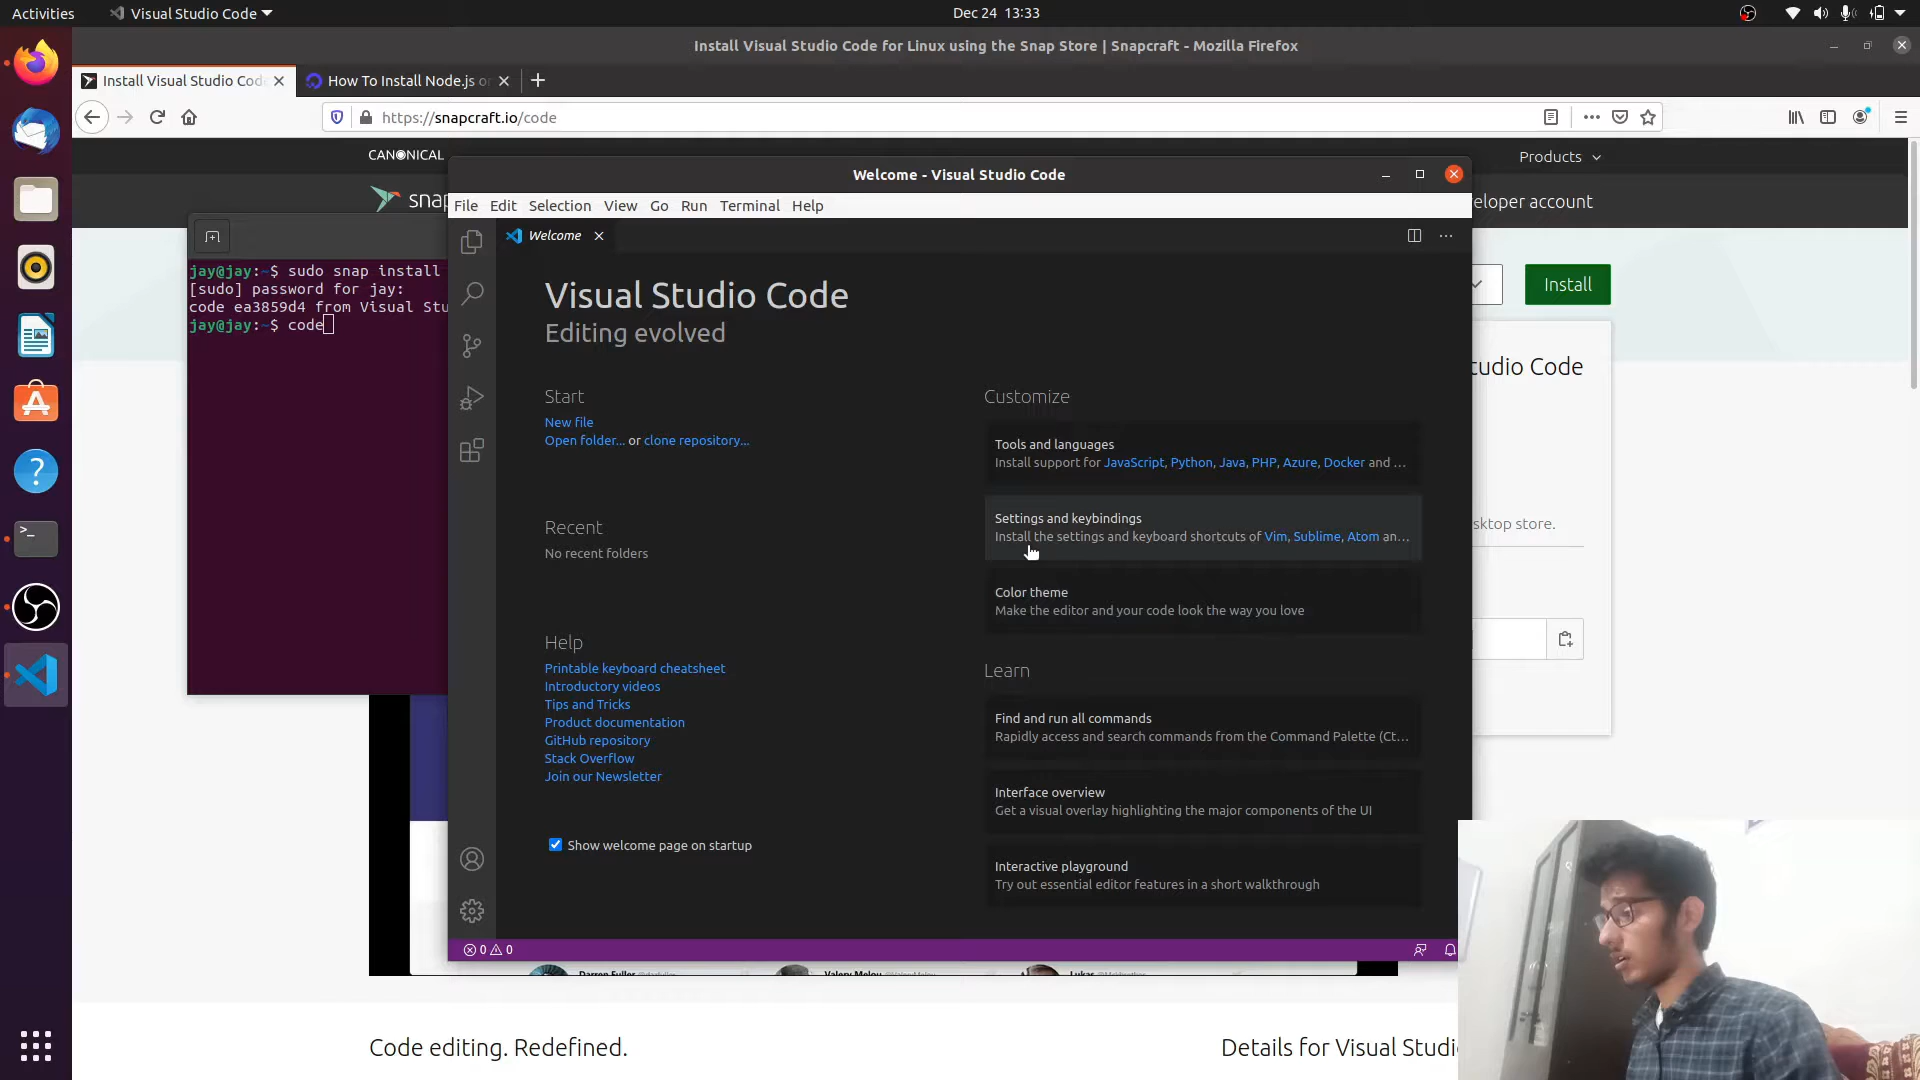 Activities
Visual Studio Code
Dec 24 13:33
Install Visual Studio Code for Linux using the Snap Store | Snapcraft - Mozilla Firefox
Install Visual Studio Code
How To Install Node.js or
https://snapcraft.io/code
CANONICAL
Products
snap
eloper account
Install
tudio Code
sktop store.
jay@jay:~$ sudo snap install
[sudo] password for jay:
code ea3859d4 from Visual Stu
jay@jay:~$ code
Welcome - Visual Studio Code
File Edit Selection View Go Run Terminal Help
Welcome
Visual Studio Code
Editing evolved
Start
New file
Open folder... or clone repository...
Recent
No recent folders
Help
Printable keyboard cheatsheet
Introductory videos
Tips and Tricks
Product documentation
GitHub repository
Stack Overflow
Join our Newsletter
Show welcome page on startup
Customize
Tools and languages
Install support for JavaScript, Python, Java, PHP, Azure, Docker and ...
Settings and keybindings
Install the settings and keyboard shortcuts of Vim, Sublime, Atom an...
Color theme
Make the editor and your code look the way you love
Learn
Find and run all commands
Rapidly access and search commands from the Command Palette (Ct...
Interface overview
Get a visual overlay highlighting the major components of the UI
Interactive playground
Try out essential editor features in a short walkthrough
0 0
Code editing. Redefined.
Details for Visual Studi